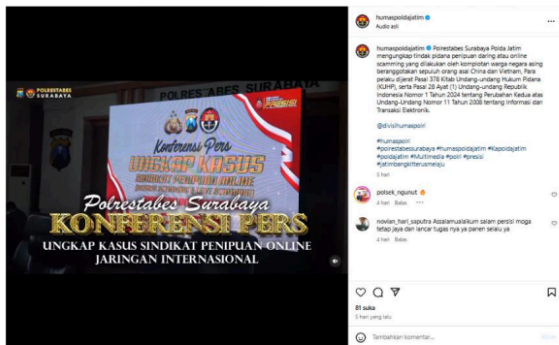 POLRESTABES
SURABAYA
POLRES
ABES SURABAYA
Konferensi Pers
UNGKAP KASUS
SINDIKAT PENIPUAN ONLINE
Polrestabes Surabaya
KONFERENSI PERS
UNGKAP KASUS SINDIKAT PENIPUAN ONLINE
JARINGAN INTERNASIONAL
humaspoldajatim
Audio asli
humaspoldajatim Polrestabes Surabaya Polda Jatim
mengungkap tindak pidana penipuan daring atau online
scamming yang dilakukan oleh komplotan warga negara asing
beranggotakan sepuluh orang asal China dan Vietnam, Para
pelaku dijerat Pasal 378 Kitab Undang-undang Hukum Pidana
(KUHP), serta Pasal 28 Ayat (1) Undang-undang Republik
Indonesia Nomor 1 Tahun 2024 tentang Perubahan Kedua atas
Undang-Undang Nomor 11 Tahun 2008 tentang Informasi dan
Transaksi Elektronik.
@divisihumaspolri
#humaspolri
#polrestabessurabaya #humaspoldajatim #Kapoldajatim
#poldajatim #Multimedia #polri #presisi
#jatimbangkitterusmelaju
5 hari
polsek_ngunut 🔥
4 hari Balas
novian_hari_saputra Assalamualaikum salam persisi moga
tetap jaya dan lancar tugas nya ya panen selalu ya
4 hari Balas
81 suka
5 hari yang lalu
Tambahkan komentar...